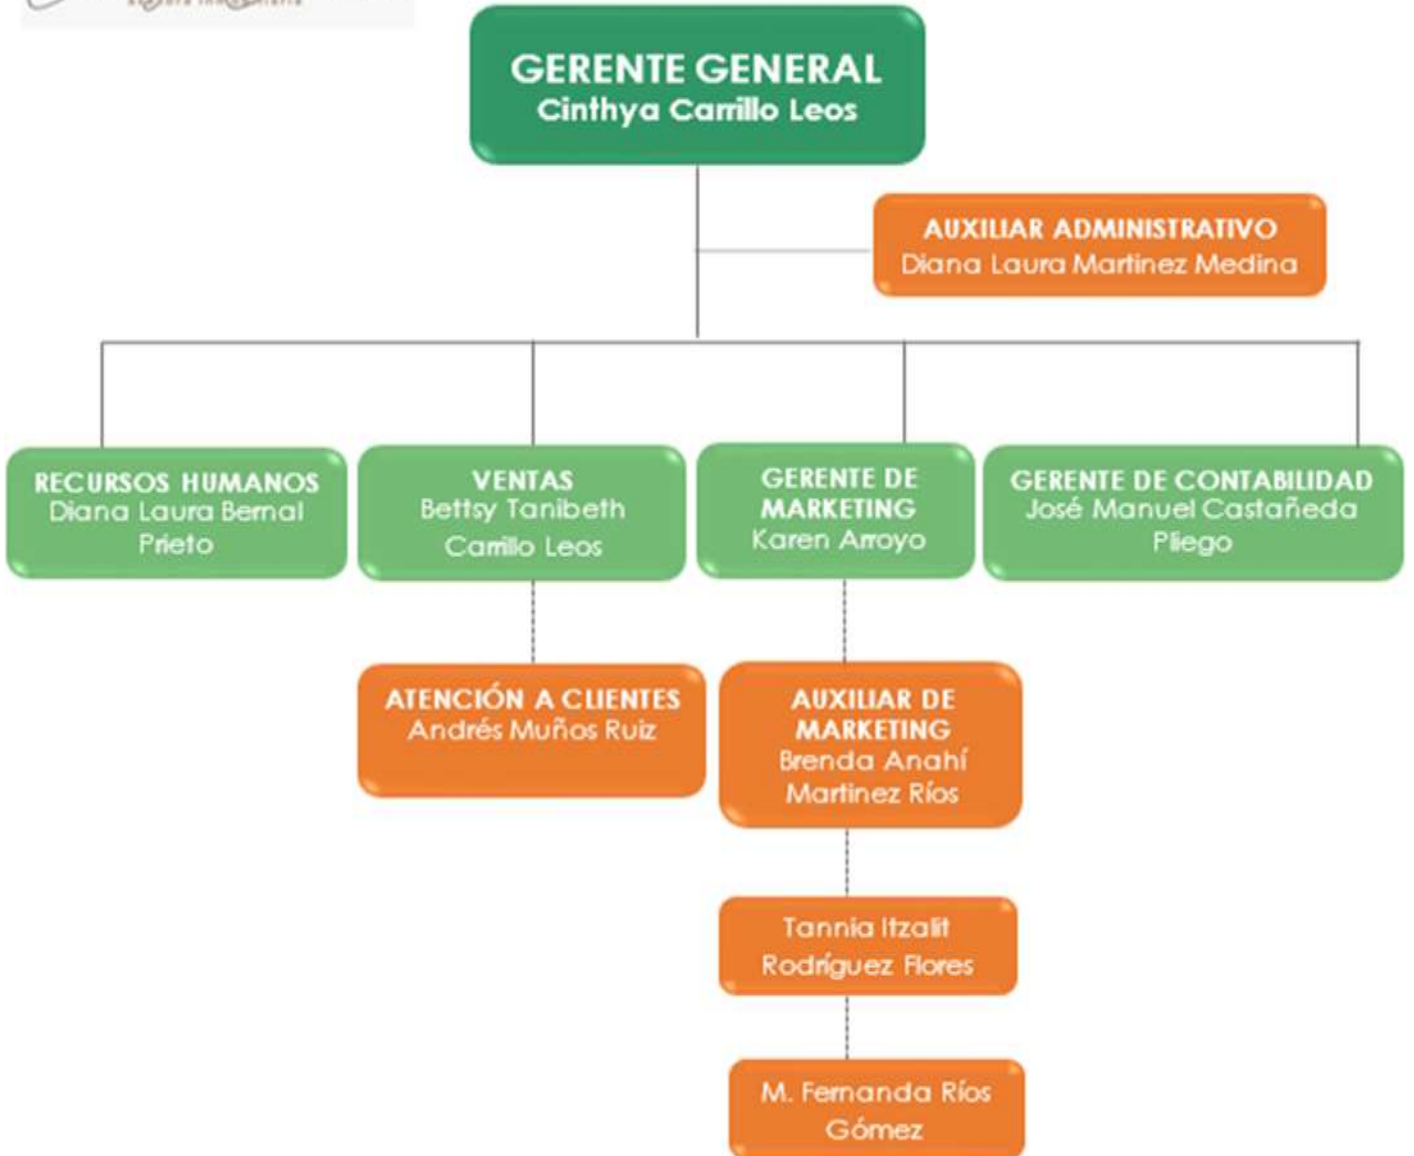 GERENTE GENERAL
Cinthya Carrillo Leos
AUXILIAR ADMINISTRATIVO
Diana Laura Martinez Medina
RECURSOS HUMANOS
Diana Laura Bernal
Prieto
VENTAS
Bettsy Tanibeth
Carrillo Leos
GERENTE DE
MARKETING
Karen Arroyo
GERENTE DE CONTABILIDAD
José Manuel Castañeda
Pliego
ATENCIÓN A CLIENTES
Andrés Muños Ruiz
AUXILIAR DE
MARKETING
Brenda Anahí
Martinez Ríos
Tannia Itzalit
Rodríguez Flores
M. Fernanda Ríos
Gómez